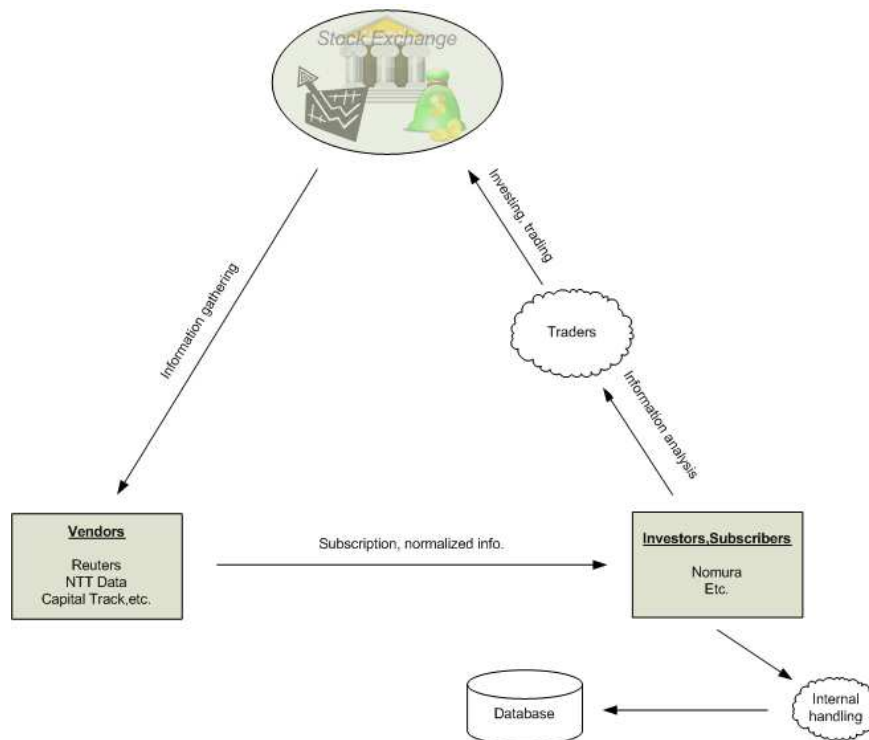 Stock Exchange
Investing, trading
Information gathering
Traders
Information analysis
Vendors
Reuters
NTT Data
Capital Track,etc.
Subscription, normalized info.
Investors,Subscribers
Nomura
Etc.
Database
Internal
handling